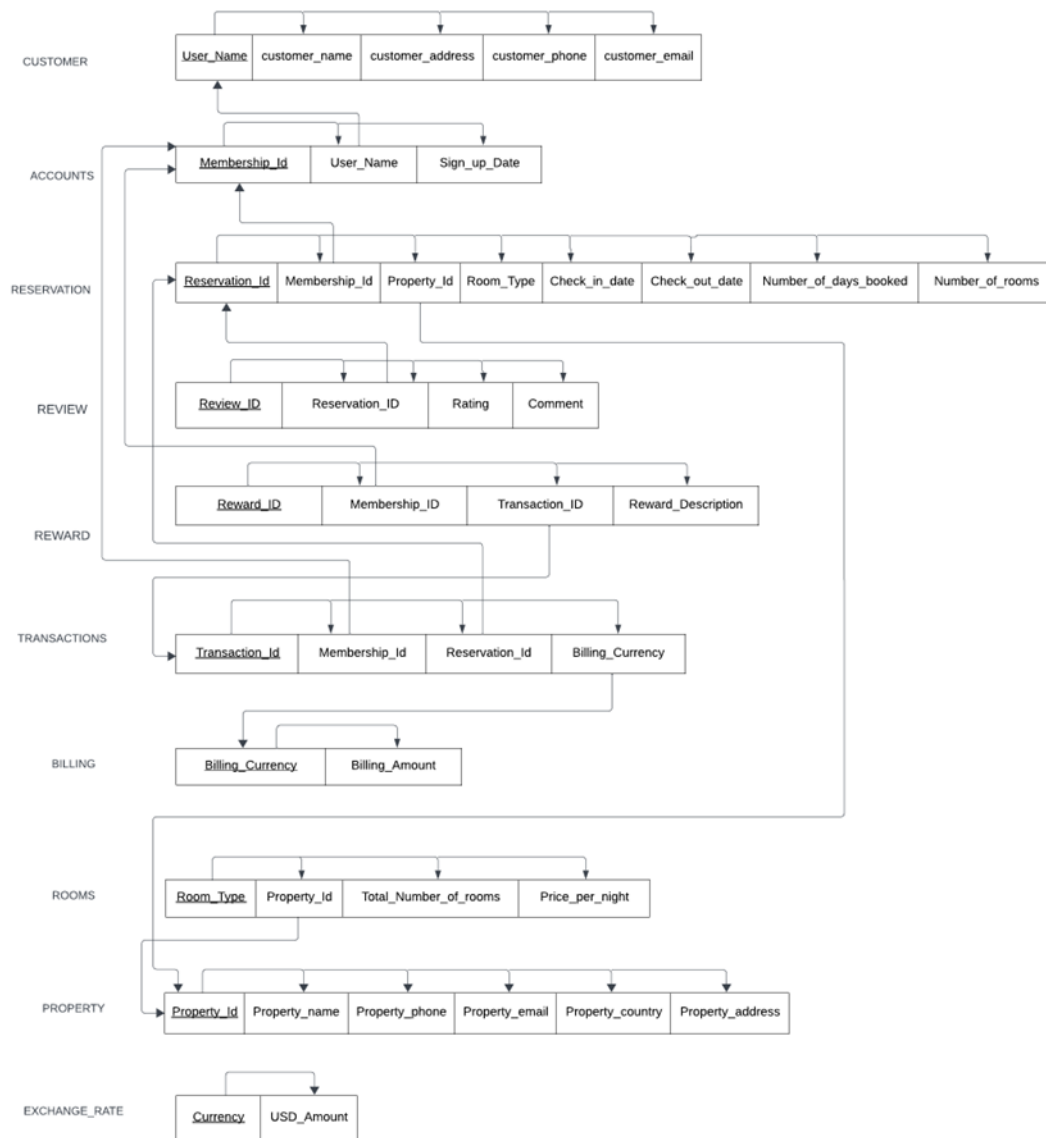 CUSTOMER
User_Name customer_name customer_address customer_phone customer_email
ACCOUNTS
Membership_Id User_Name Sign_up_Date
RESERVATION
Reservation_Id Membership_Id Property_Id Room_Type Check_in_date Check_out_date Number_of_days_booked Number_of_rooms
REVIEW
Review_ID Reservation_ID Rating Comment
REWARD
Reward_ID Membership_ID Transaction_ID Reward_Description
TRANSACTIONS
Transaction_Id Membership_Id Reservation_Id Billing_Currency
BILLING
Billing_Currency Billing_Amount
ROOMS
Room_Type Property_Id Total_Number_of_rooms Price_per_night
PROPERTY
Property_Id Property_name Property_phone Property_email Property_country Property_address
EXCHANGE_RATE
Currency USD_Amount